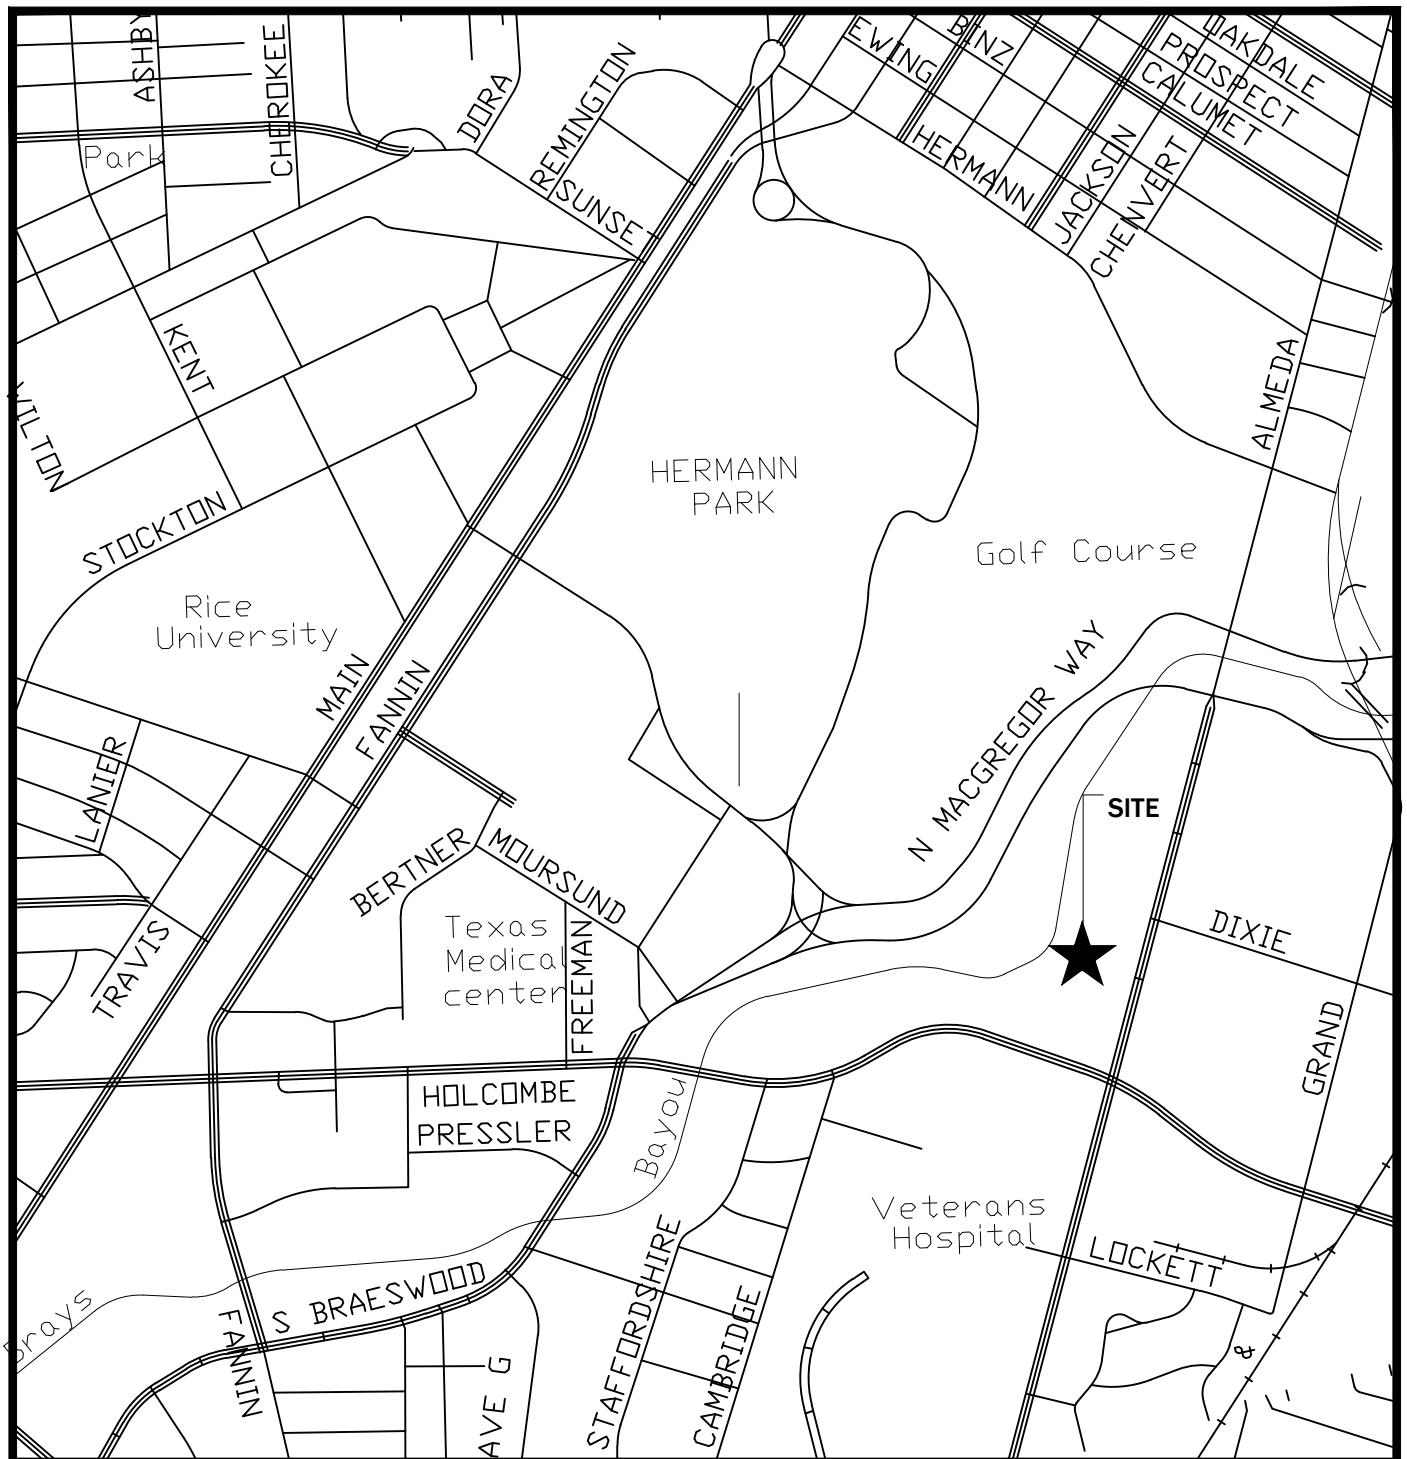 ASHBY
CHEROKEE
DORA
REMINGTON
SUNSE
EWING
BINZ
OAKDALE
PROSPECT
CALUMET
HERMANN
JACKSON
CHENVERT
Park
KENT
WILTON
STOCKTON
ALMEDA
HERMANN
PARK
Golf Course
Rice
University
MAIN
FANNIN
N MACGREGOR WAY
LANIER
SITE
BERTNER
MOURSUND
Texas
Medical
center
FREEMAN
TRAVIS
DIXIE
GRAND
HOLCOMBE
PRESSLER
Bayou
Veterans
Hospital
LOCKETT
S BRAESWOOD
Brays
FANNIN
AVE G
STAFFORDSHIRE
CAMBRIDGE
&